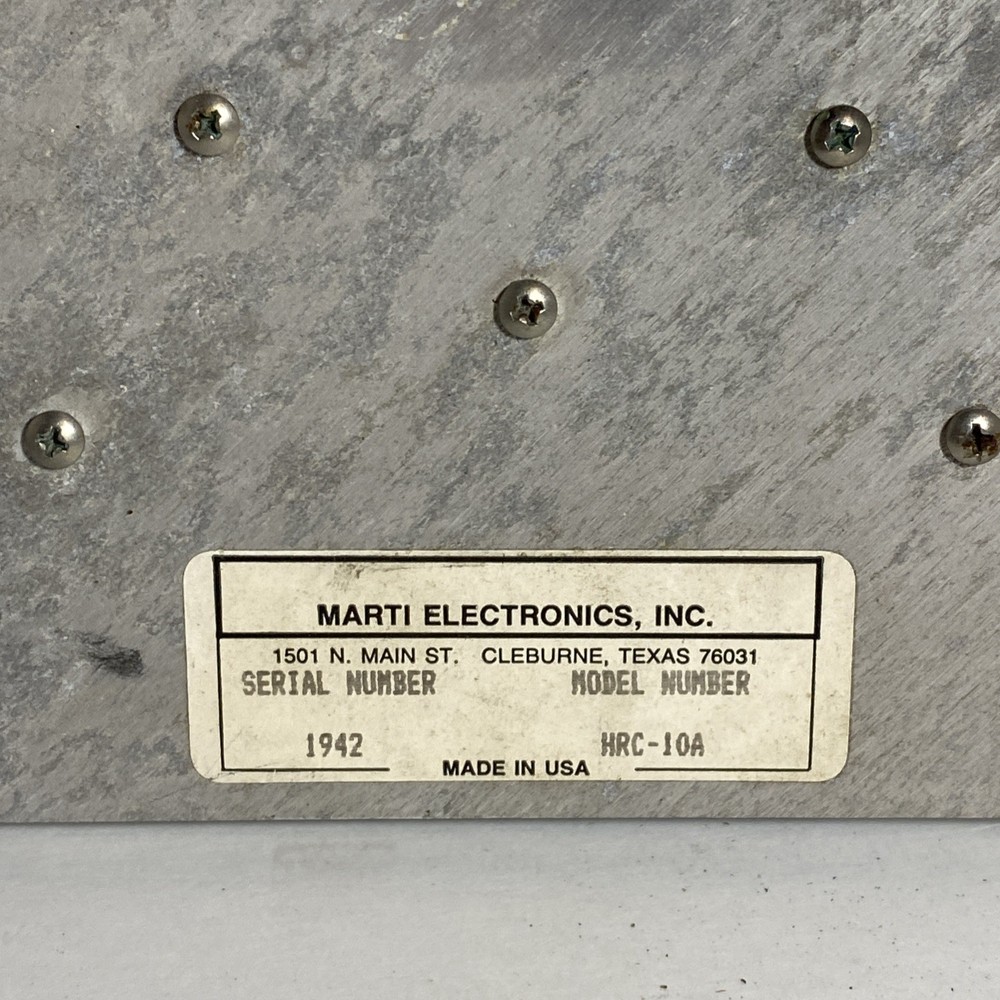 MARTI ELECTRONICS, INC.
1501 N. MAIN ST. CLEBURNE, TEXAS 76031
SERIAL NUMBER MODEL NUMBER
1942 HRC-10A
MADE IN USA